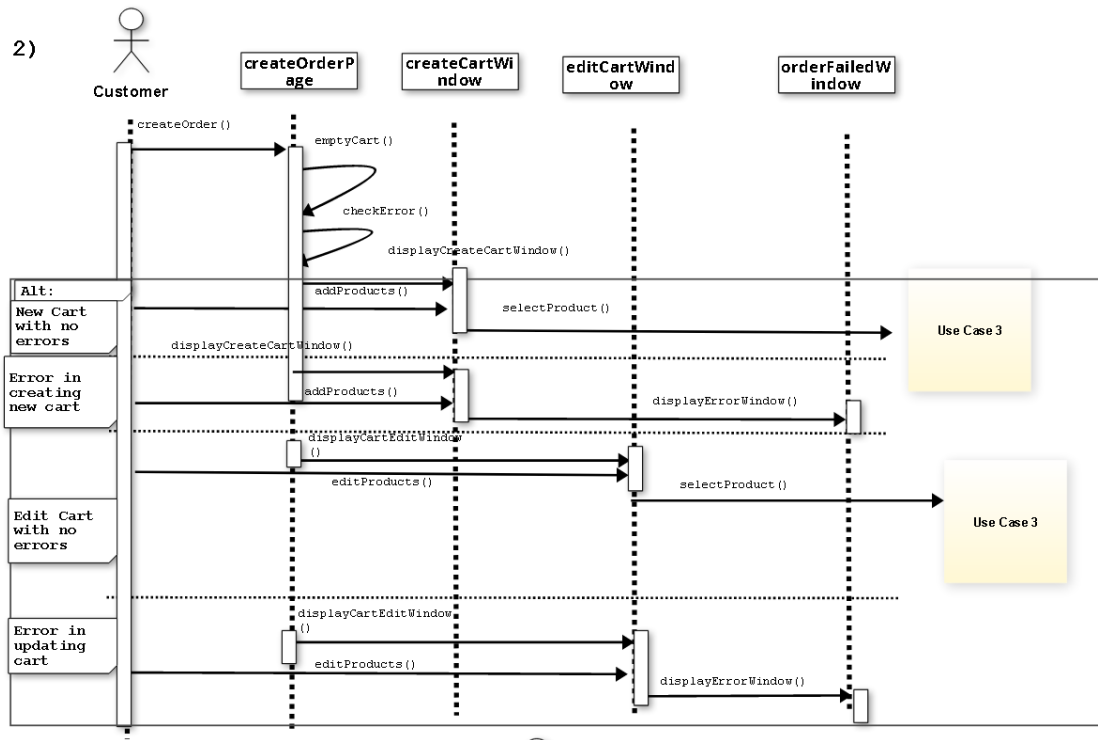 2)
Customer
createOrderP
age
createCartWi
ndow
editCartWind
ow
orderFailedW
indow
createOrder()
emptyCart()
checkError()
displayCreateCartWindow()
Alt:
addProducts()
New Cart
with no
errors
selectProduct()
Use Case 3
displayCreateCartWindow()
Error in
creating
new cart
addProducts()
displayErrorWindow()
displayCartEditWindow
()
editProducts()
selectProduct()
Edit Cart
with no
errors
Use Case 3
displayCartEditWindow
()
Error in
updating
cart
editProducts()
displayErrorWindow()